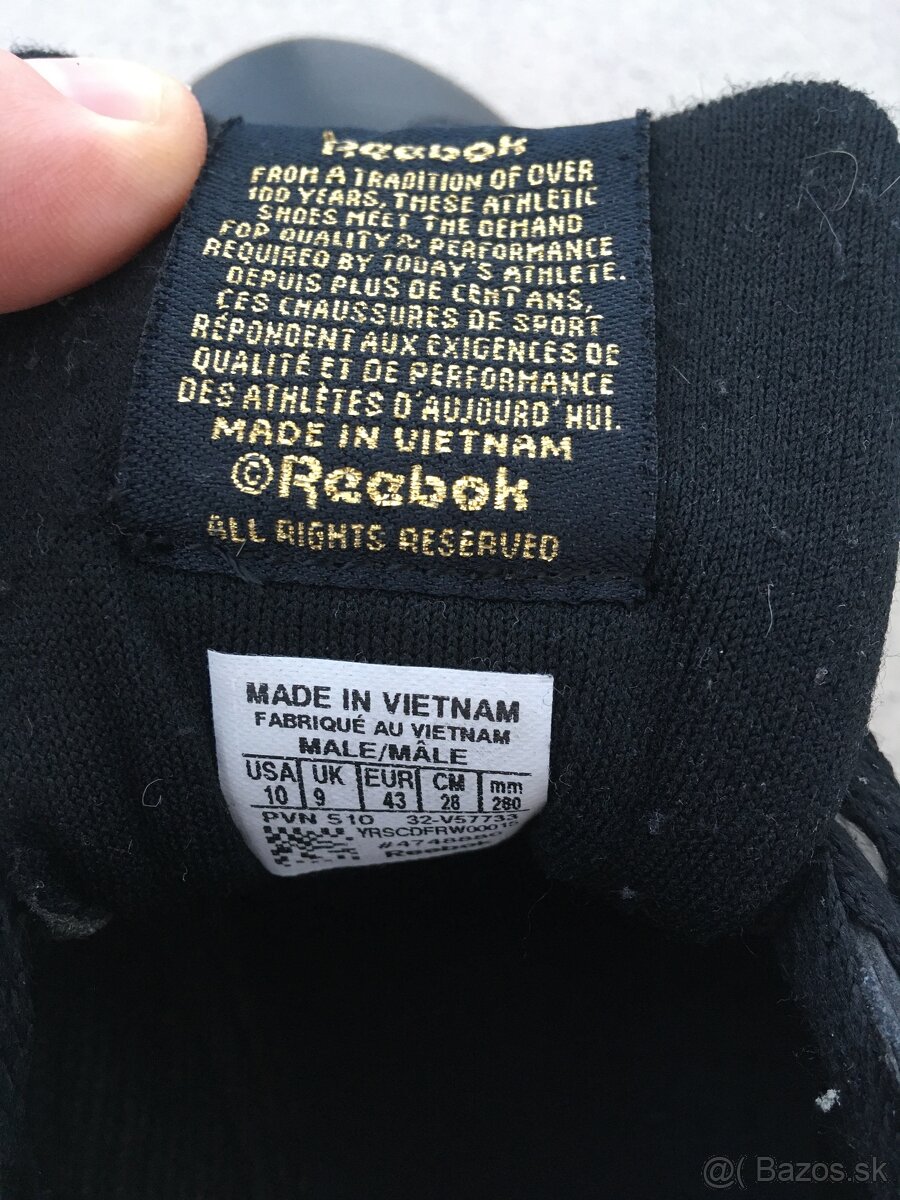 Reebok
FROM A TRADITION OF OVER
100 YEARS, THESE ATHLETIC
SHOES MEET THE DEMAND
FOR QUALITY & PERFORMANCE
REQUIRED BY TODAY'S ATHLETE.
DEPUIS PLUS DE CENT ANS,
CES CHAUSSURES DE SPORT
RÉPONDENT AUX EXIGENCES DE
QUALITÉ ET DE PERFORMANCE
DES ATHLÈTES D'AUJOURD'HUI.
MADE IN VIETNAM
©Reebok
ALL RIGHTS RESERVED
MADE IN VIETNAM
FABRIQUÉ AU VIETNAM
MALE/MÂLE
USA UK EUR CM mm
10 9 43 28 280
PVN 510 32-V57733
Reebok
@( Bazos.sk